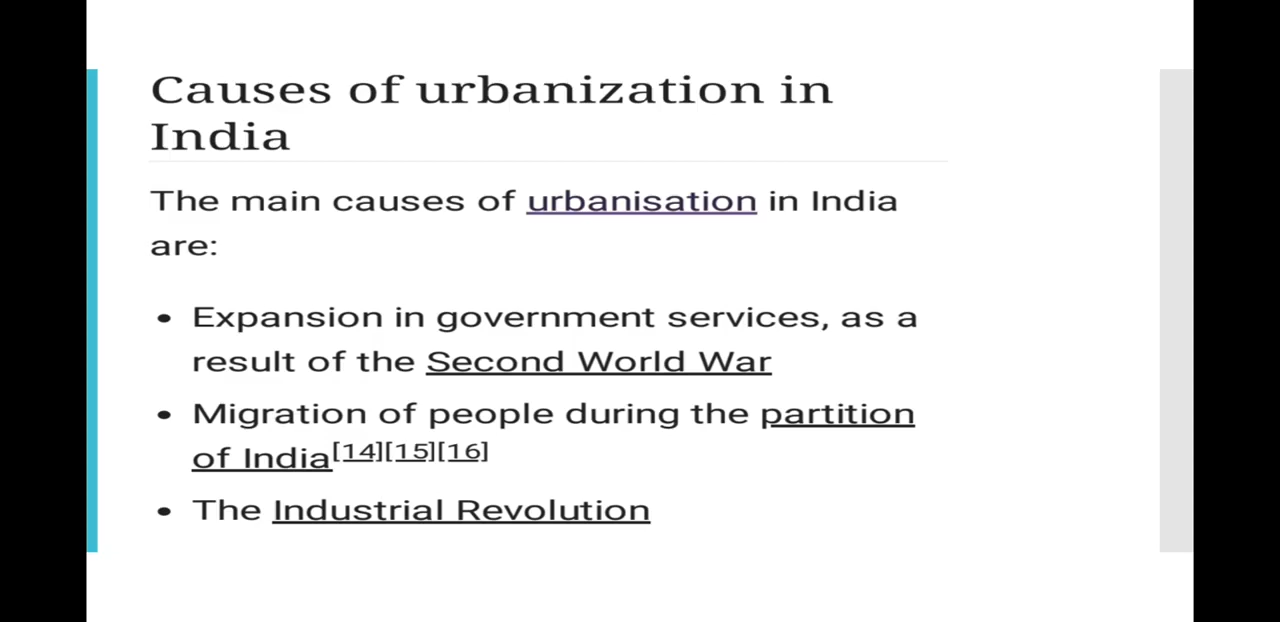 Causes of urbanization in
India
The main causes of urbanisation in India
are:
• Expansion in government services, as a
result of the Second World War
• Migration of people during the partition
of India[14][15][16]
• The Industrial Revolution